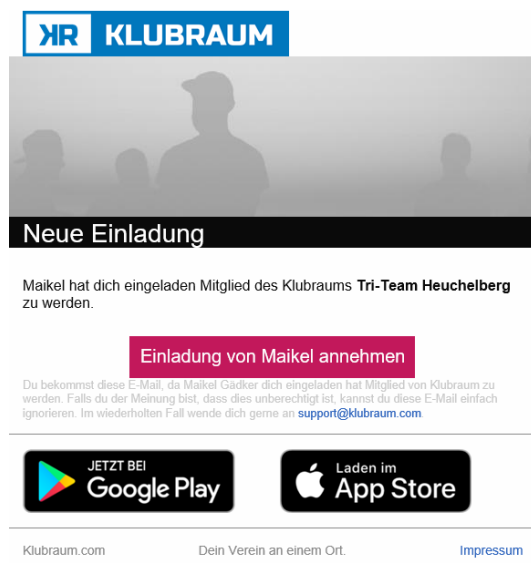 KR KLUBRAUM
Neue Einladung
Maikel hat dich eingeladen Mitglied des Klubraums Tri-Team Heuchelberg
zu werden.
Einladung von Maikel annehmen
Du bekommst diese E-Mail, da Maikel Gädker dich eingeladen hat Mitglied von Klubraum zu
werden. Falls du der Meinung bist, dass dies unberechtigt ist, kannst du diese E-Mail einfach
ignorieren. Im wiederholten Fall wende dich gerne an support@klubraum.com.
JETZT BEI
Google Play
Laden im
App Store
Klubraum.com Dein Verein an einem Ort. Impressum